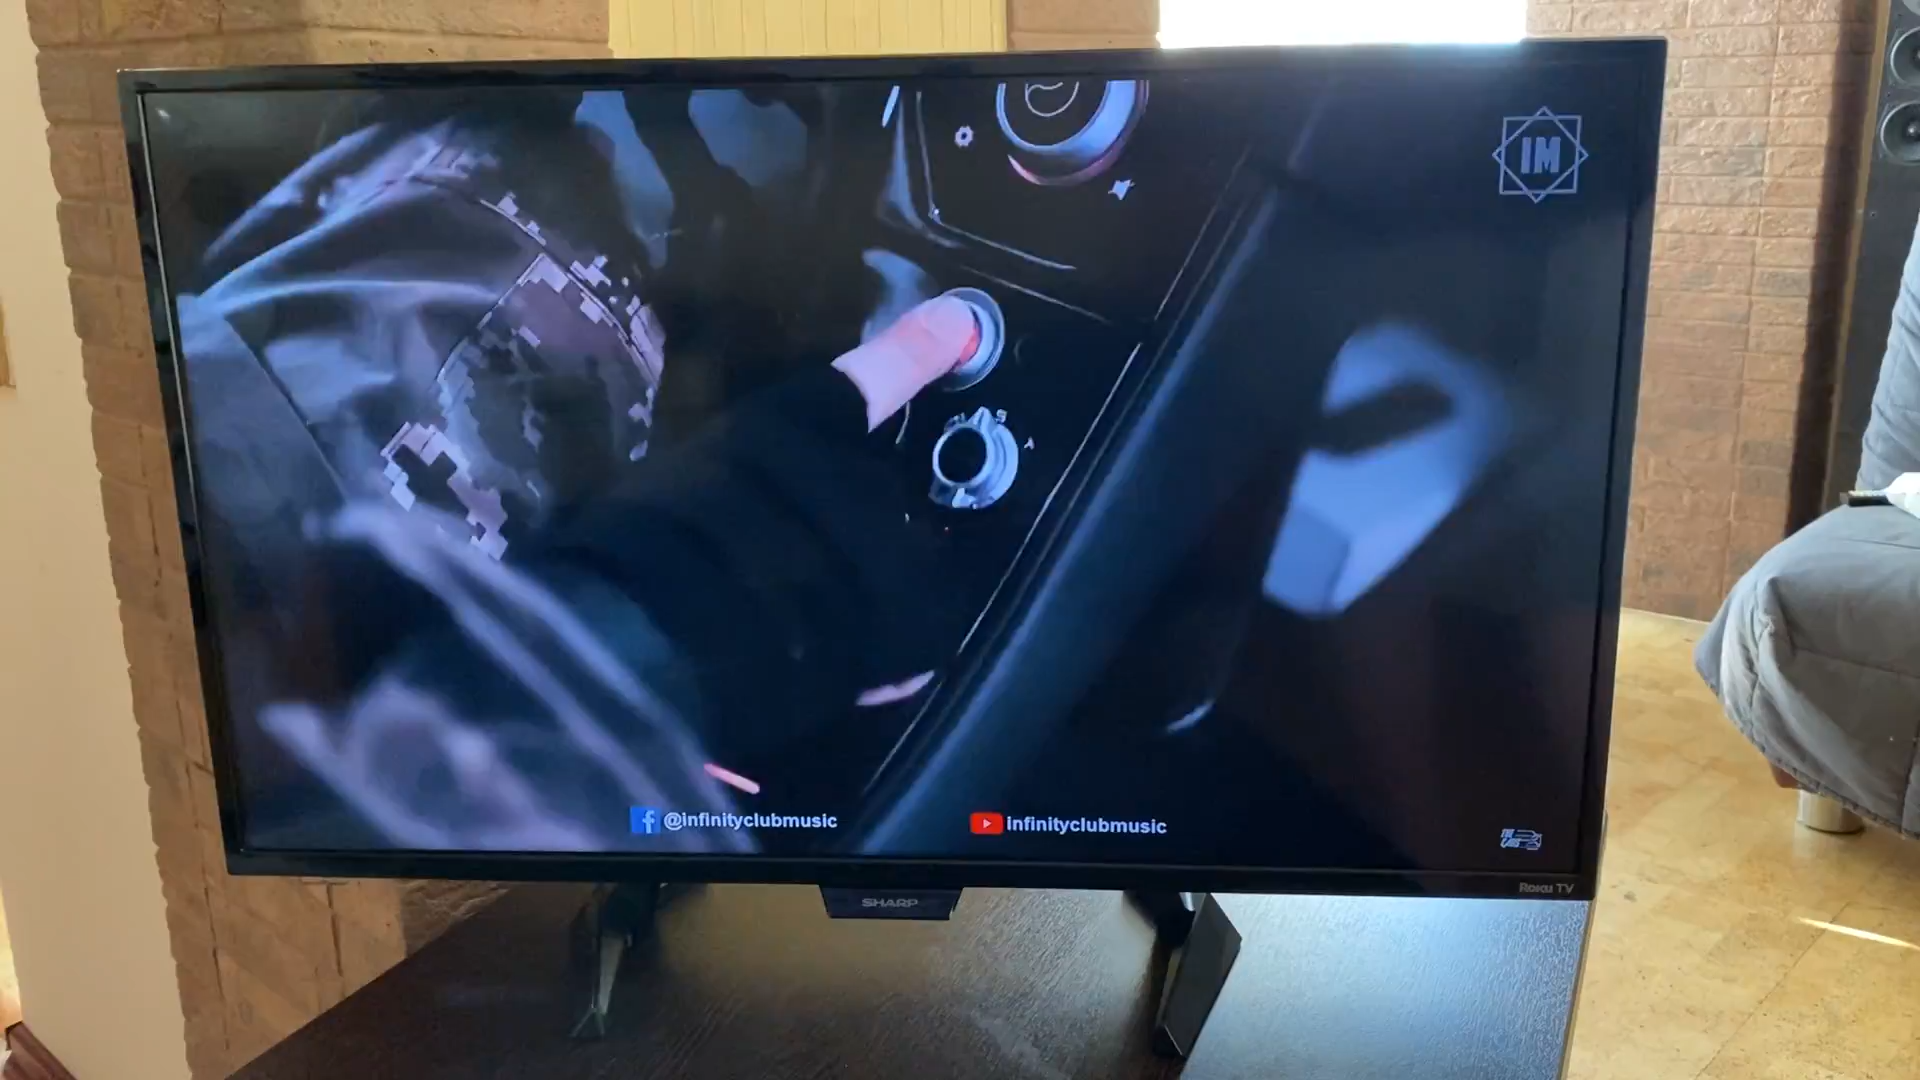 IM
@infinityclubmusic
infinityclubmusic
Roku TV
SHARP